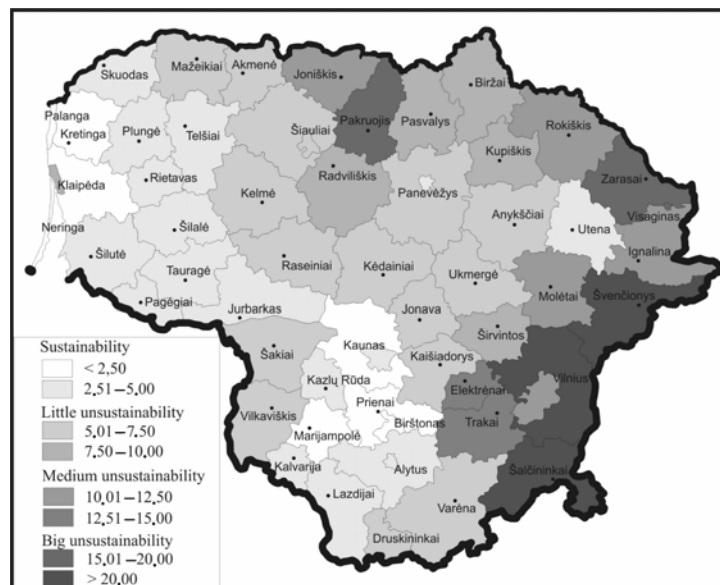 Skuodas
Mažeikiai
Akmenė
Joniškis
Biržai
Palanga
Kretinga
Plungė
Telšiai
Šiauliai
Pakruojis
Pasvalys
Rokiškis
Klaipėda
Rietavas
Kelmė
Radviliškis
Panevėžys
Kupiškis
Zarasai
Neringa
Šilalė
Anykščiai
Utena
Visaginas
Šilutė
Tauragė
Raseiniai
Kėdainiai
Ukmergė
Ignalina
Pagėgiai
Jurbarkas
Jonava
Molėtai
Švenčionys
Sustainability
< 2,50
2,51–5,00
Little unsustainability
5,01–7,50
7,50–10,00
Medium unsustainability
10,01–12,50
12,51–15,00
Big unsustainability
15,01–20,00
> 20,00
Šakiai
Kaunas
Širvintos
Kaišiadorys
Kazlų Rūda
Elektrėnai
Vilnius
Vilkaviškis
Prienai
Marijampolė
Birštonas
Trakai
Kalvarija
Alytus
Šalčininkai
Lazdijai
Varėna
Druskininkai